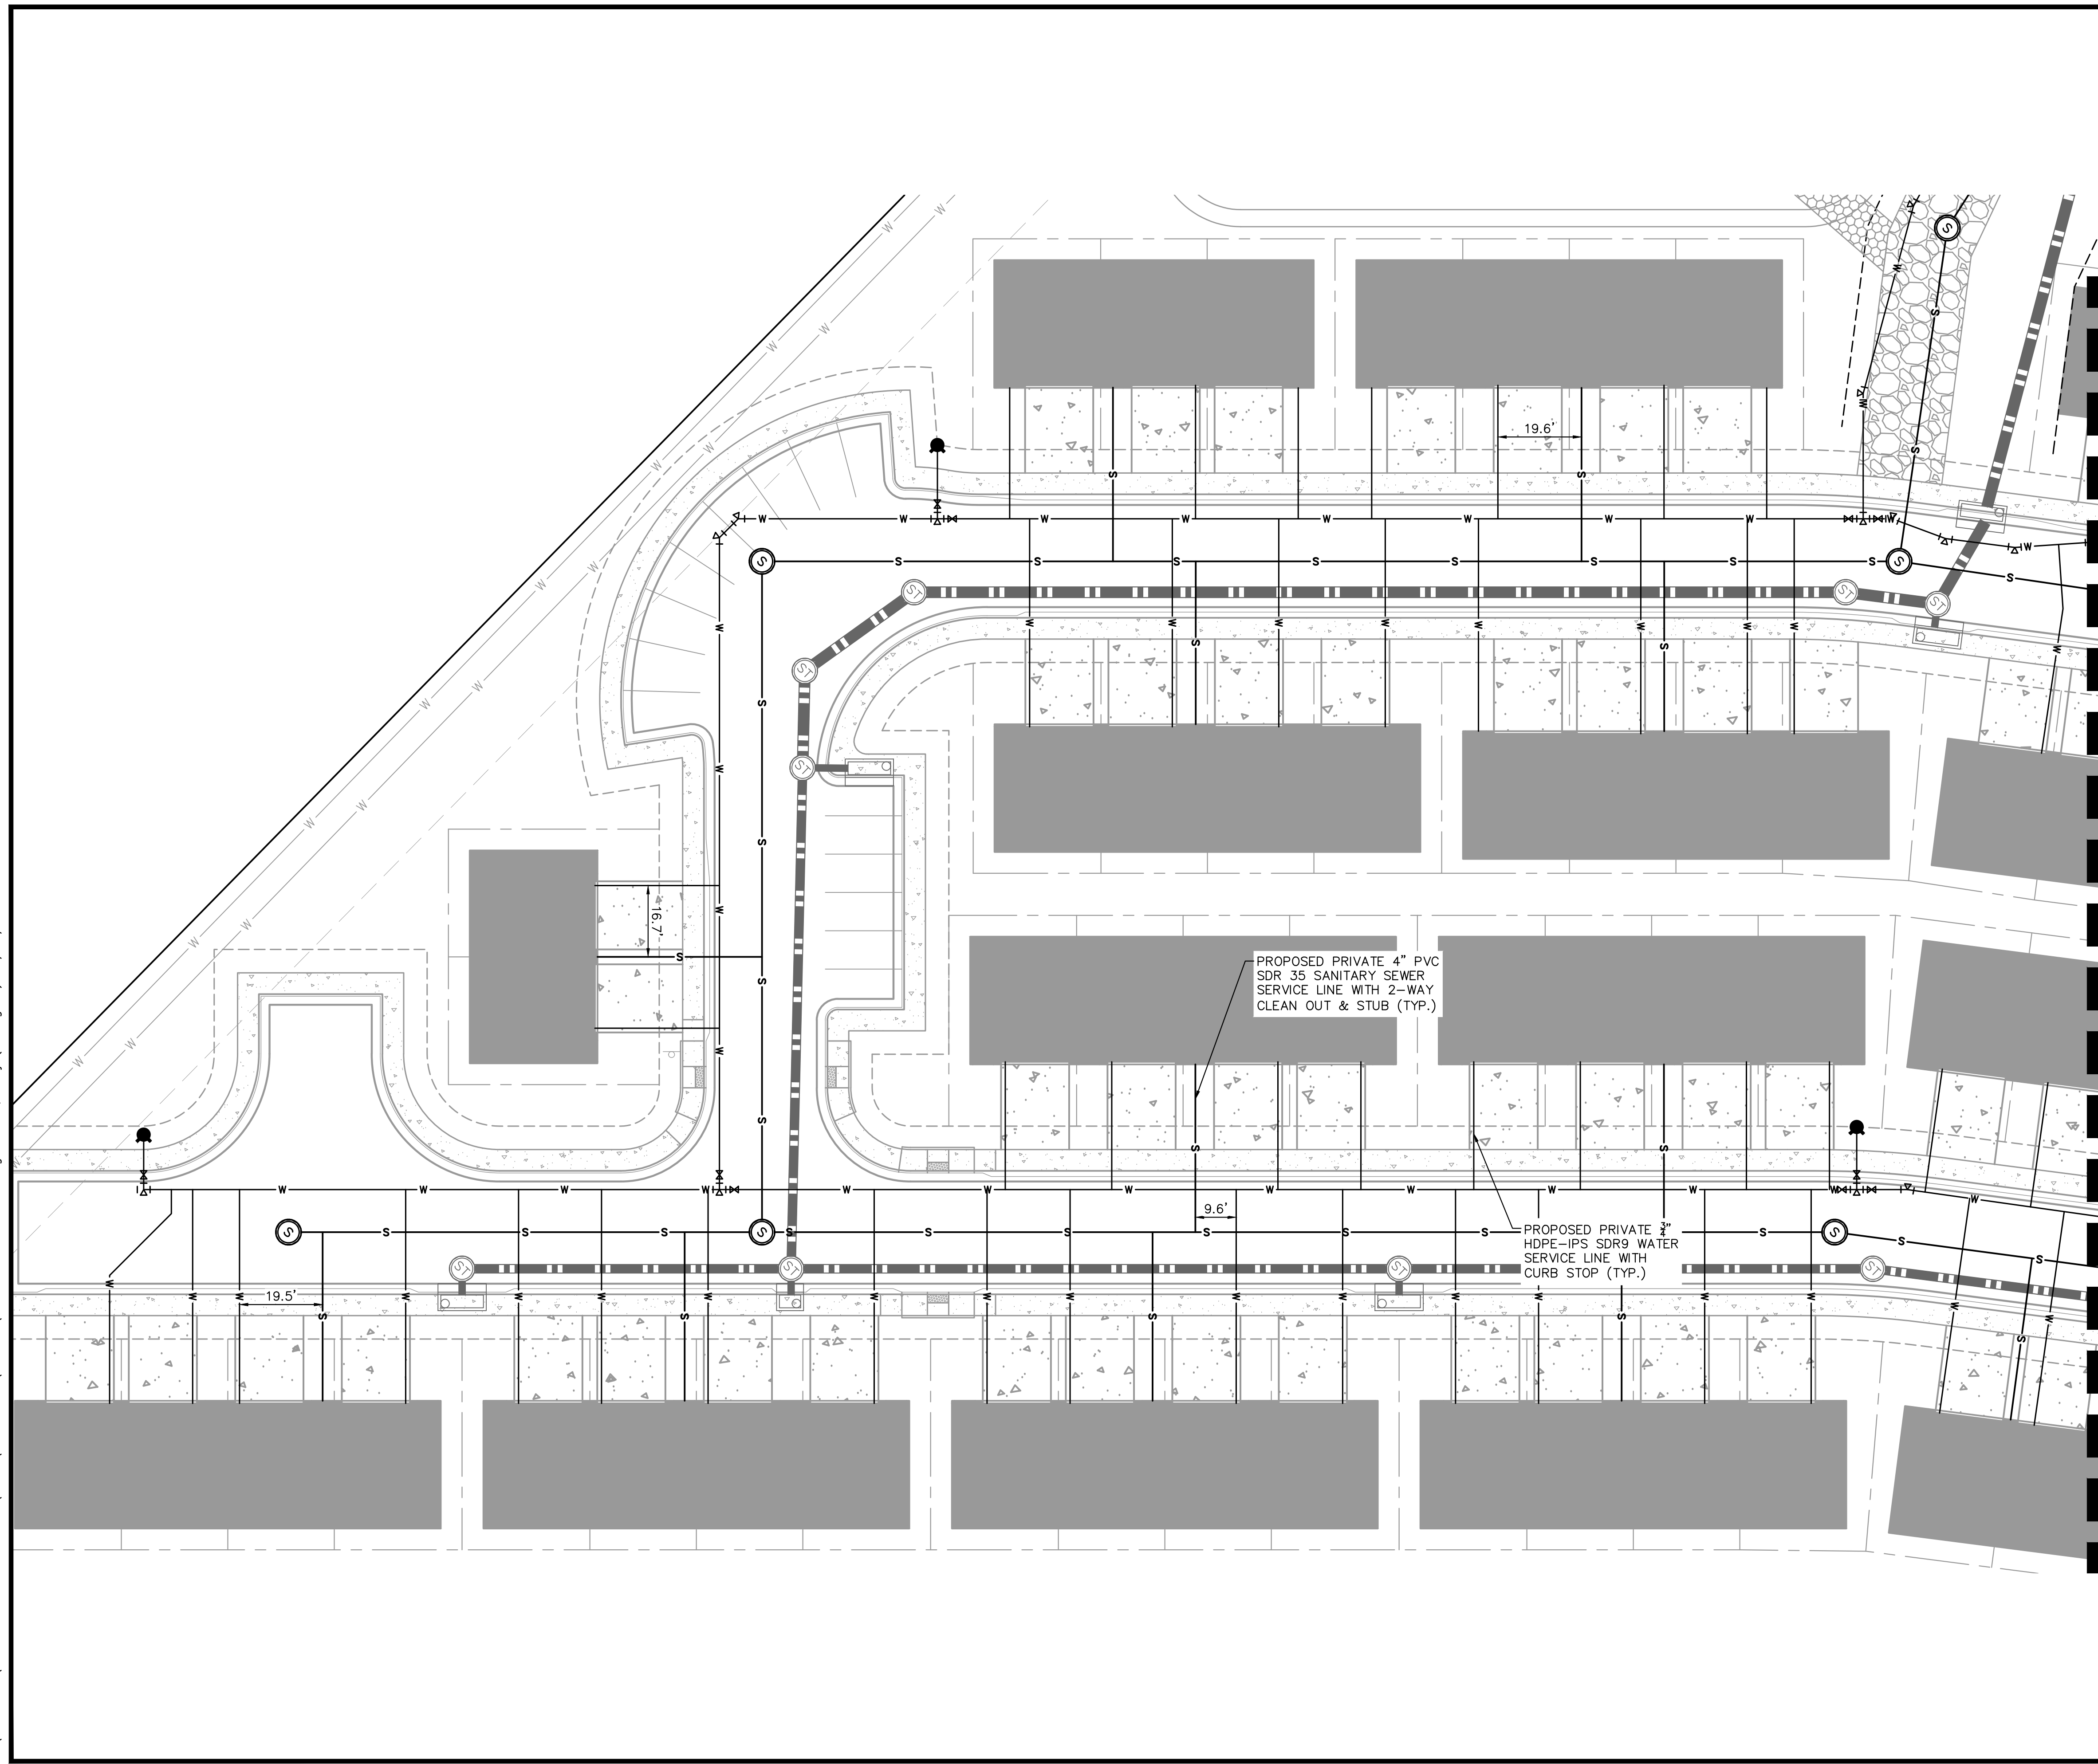 19.6'
16.7'
PROPOSED PRIVATE 4" PVC
SDR 35 SANITARY SEWER
SERVICE LINE WITH 2-WAY
CLEAN OUT & STUB (TYP.)
9.6'
PROPOSED PRIVATE 3/4"
HDPE-IPS SDR9 WATER
SERVICE LINE WITH
CURB STOP (TYP.)
19.5'